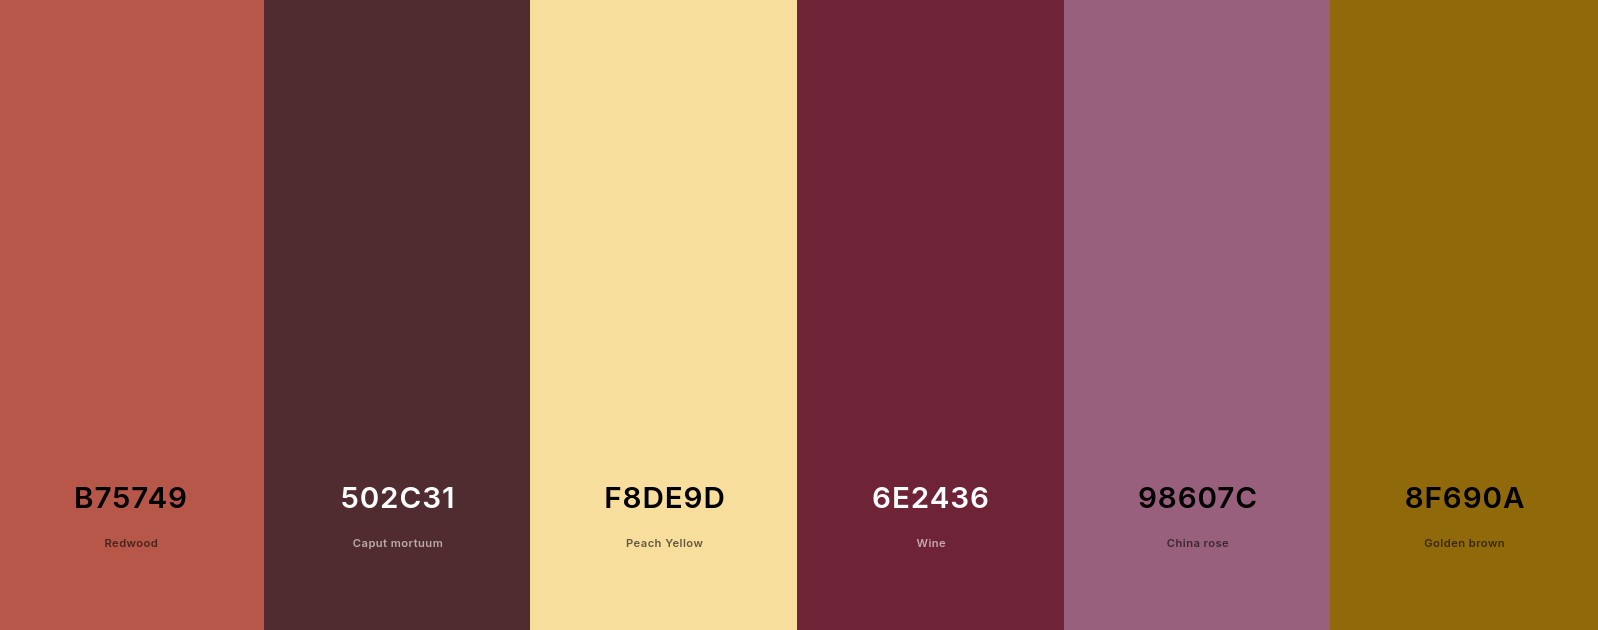 B75749
Redwood
502C31
Caput mortuum
F8DE9D
Peach Yellow
6E2436
Wine
98607C
China rose
8F690A
Golden brown